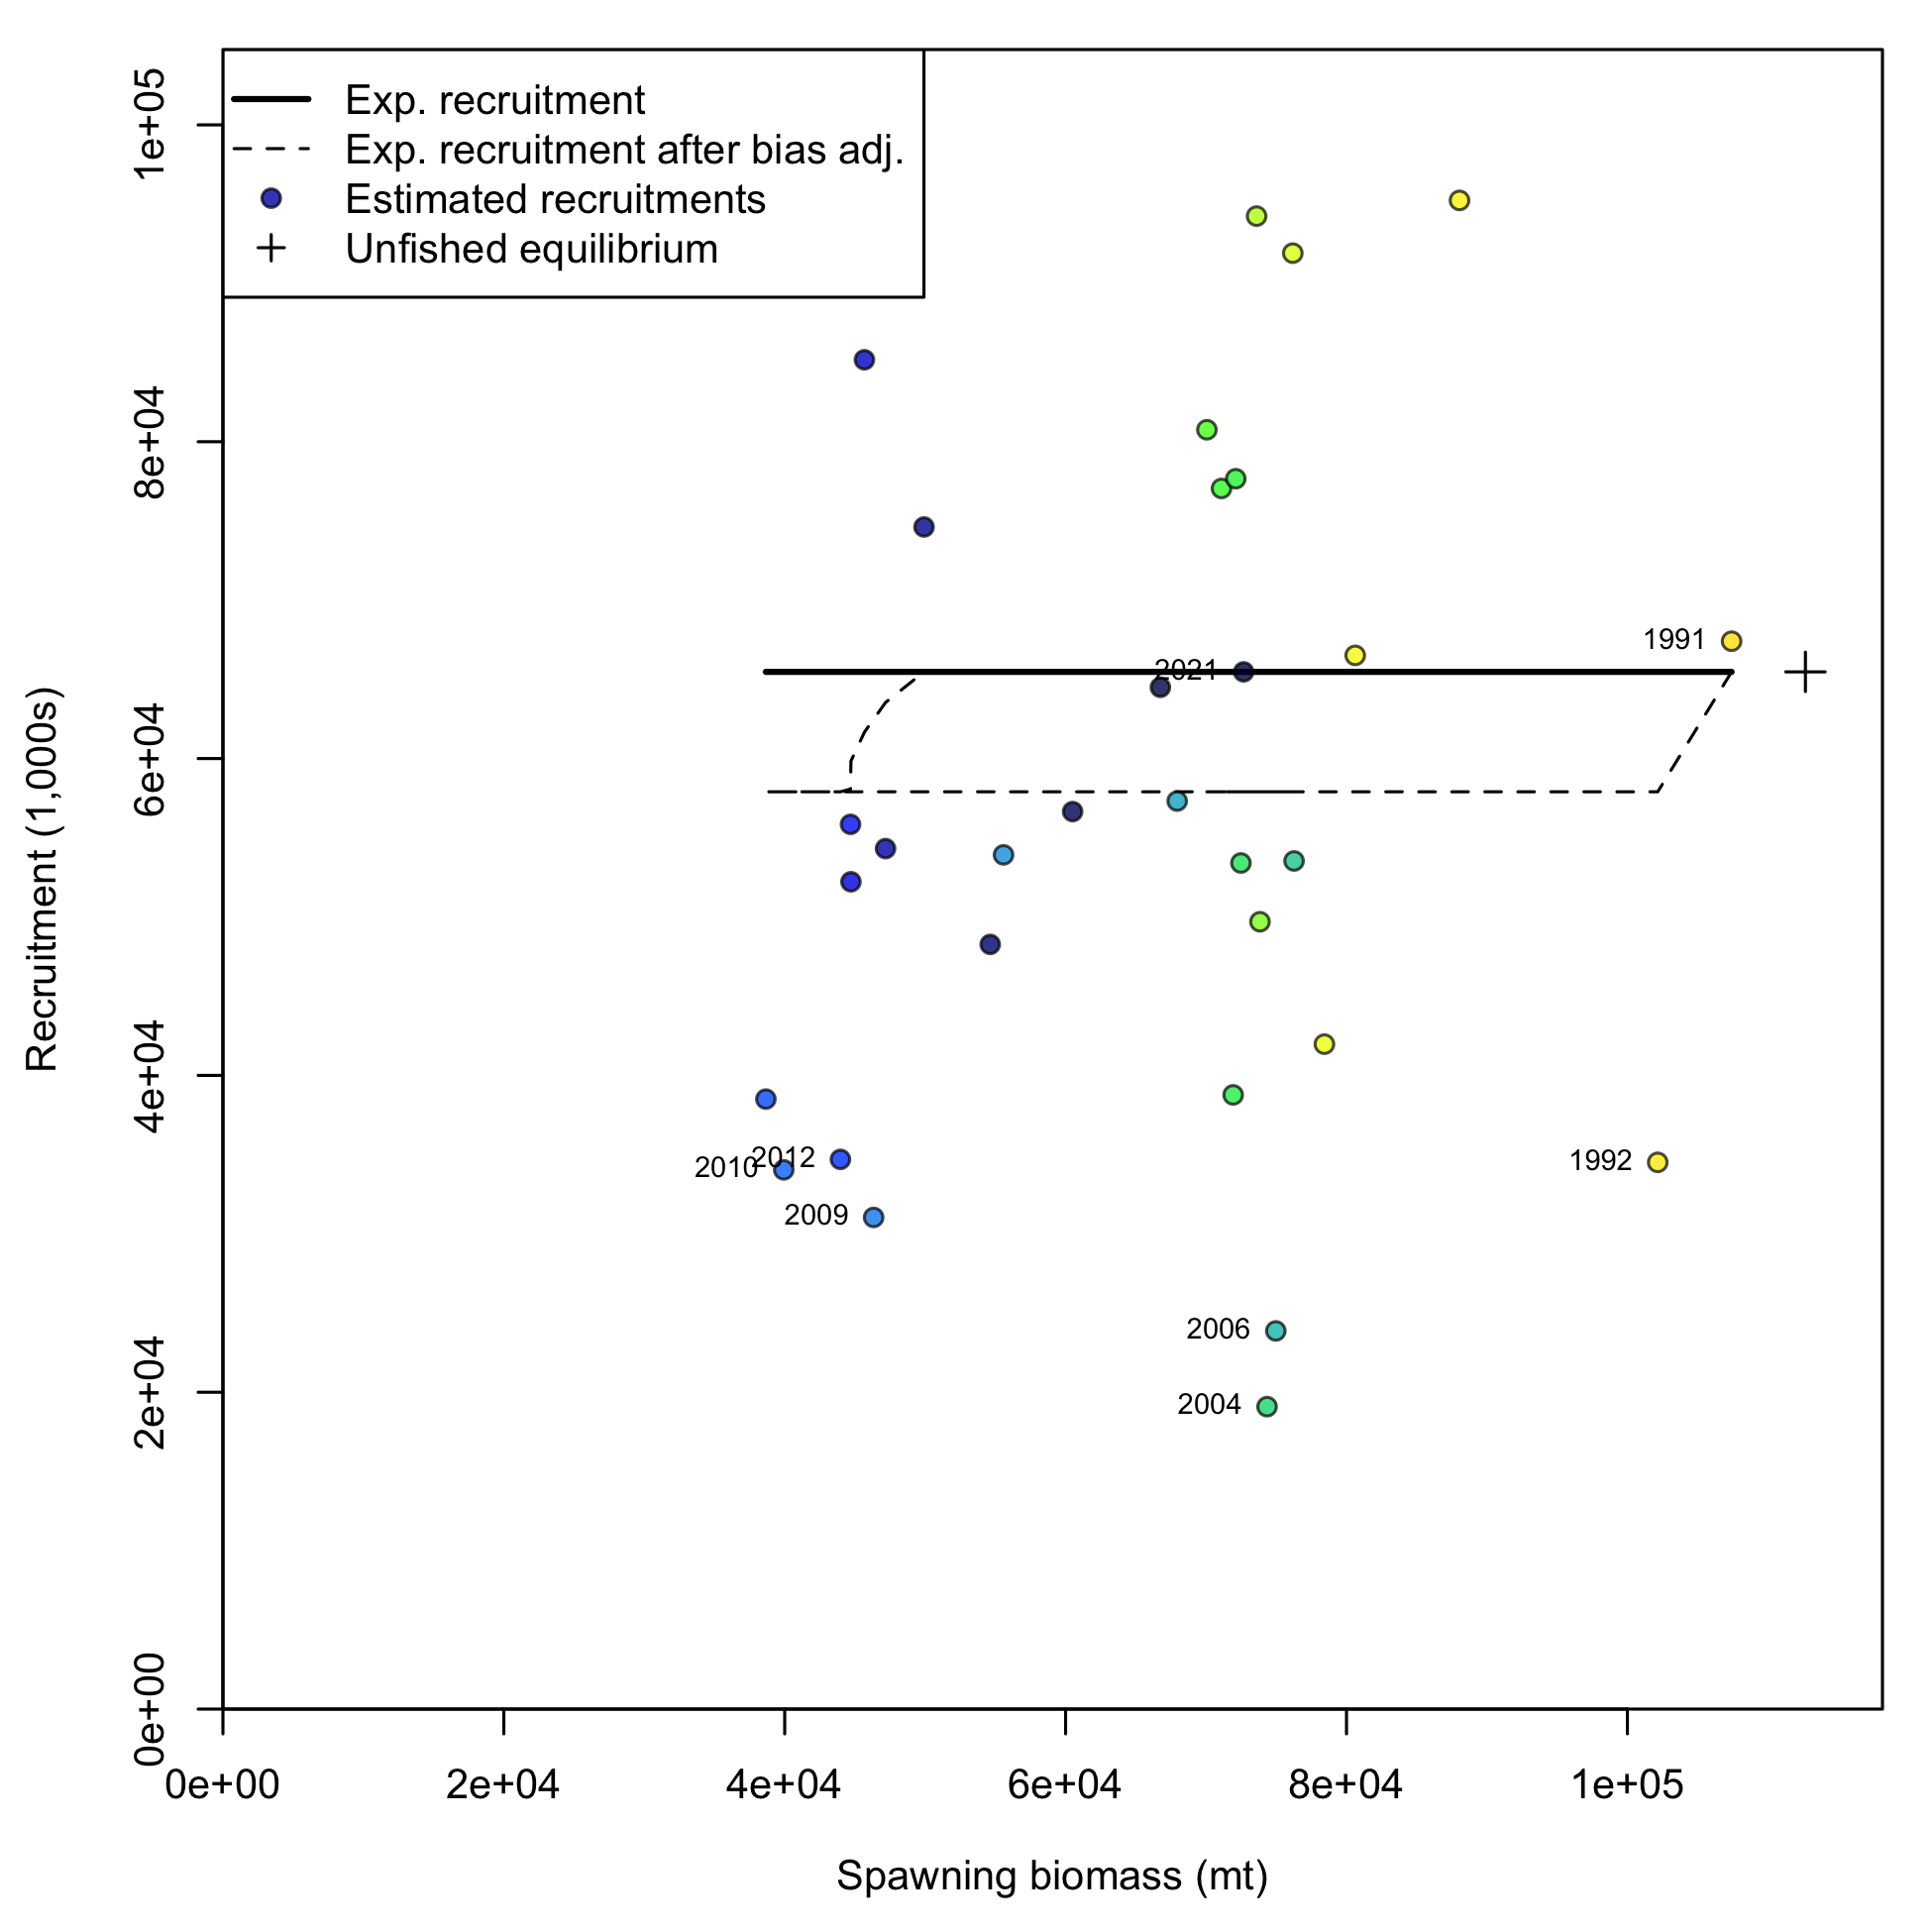 Exp. recruitment
Exp. recruitment after bias adj.
Estimated recruitments
Unfished equilibrium
1e+05
8e+04
6e+04
4e+04
2e+04
0e+00
Recruitment (1,000s)
1991
2021
2012
2010
1992
2009
2006
2004
0e+00 2e+04 4e+04 6e+04 8e+04 1e+05
Spawning biomass (mt)